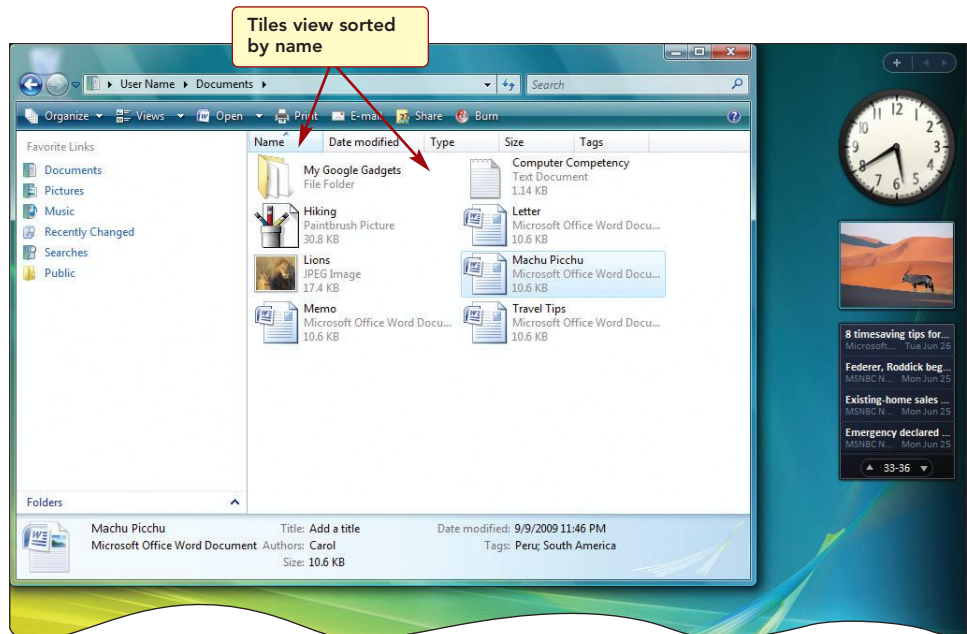 Tiles view sorted
by name
User Name
Documents
Search
Organize
Views
Open
Print
E-mail
Share
Burn
?
Favorite Links
Documents
Pictures
Music
Recently Changed
Searches
Public
Folders
Name
Date modified
Type
Size
Tags
My Google Gadgets
File Folder
Computer Competency
Text Document
1.14 KB
Hiking
Paintbrush Picture
30.8 KB
Letter
Microsoft Office Word Docu...
10.6 KB
Lions
JPEG Image
17.4 KB
Machu Picchu
Microsoft Office Word Docu...
10.6 KB
Memo
Microsoft Office Word Docu...
10.6 KB
Travel Tips
Microsoft Office Word Docu...
10.6 KB
Machu Picchu
Microsoft Office Word Document
Title: Add a title
Authors: Carol
Size: 10.6 KB
Date modified: 9/9/2009 11:46 PM
Tags: Peru; South America
12
2
3
4
5
6
7
8
9
10
8 timesaving tips for...
Microsoft... Tue Jun 26
Federer, Roddick beg...
MSNBC N... Mon Jun 25
Existing-home sales ...
MSNBC N... Mon Jun 25
Emergency declared ...
MSNBC N... Mon Jun 25
33-36